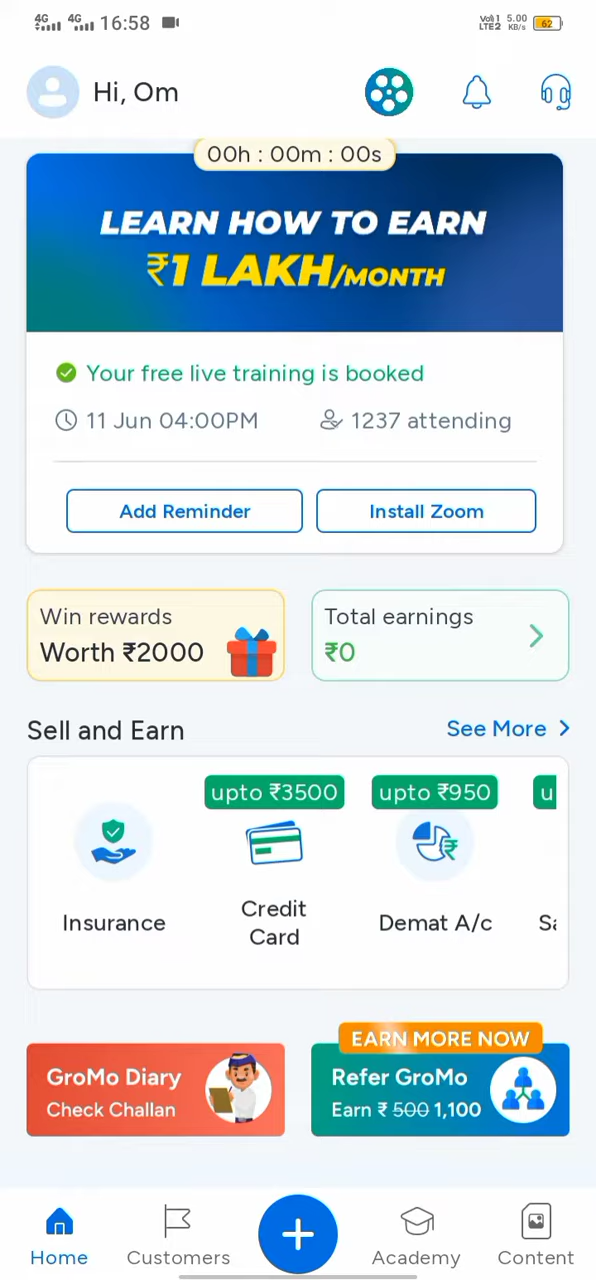 4G 4G 16:58 VoD 1 LTE2 5.00 KB/s 62
Hi, Om
00h : 00m : 00s
LEARN HOW TO EARN
₹1 LAKH/MONTH
Your free live training is booked
11 Jun 04:00PM 1237 attending
Add Reminder Install Zoom
Win rewards Total earnings
Worth ₹2000 ₹0
Sell and Earn See More
upto ₹3500 upto ₹950 u
Insurance Credit Card Demat A/c Sa
EARN MORE NOW
GroMo Diary Refer GroMo
Check Challan Earn ₹ 500 1,100
Home Customers Academy Content